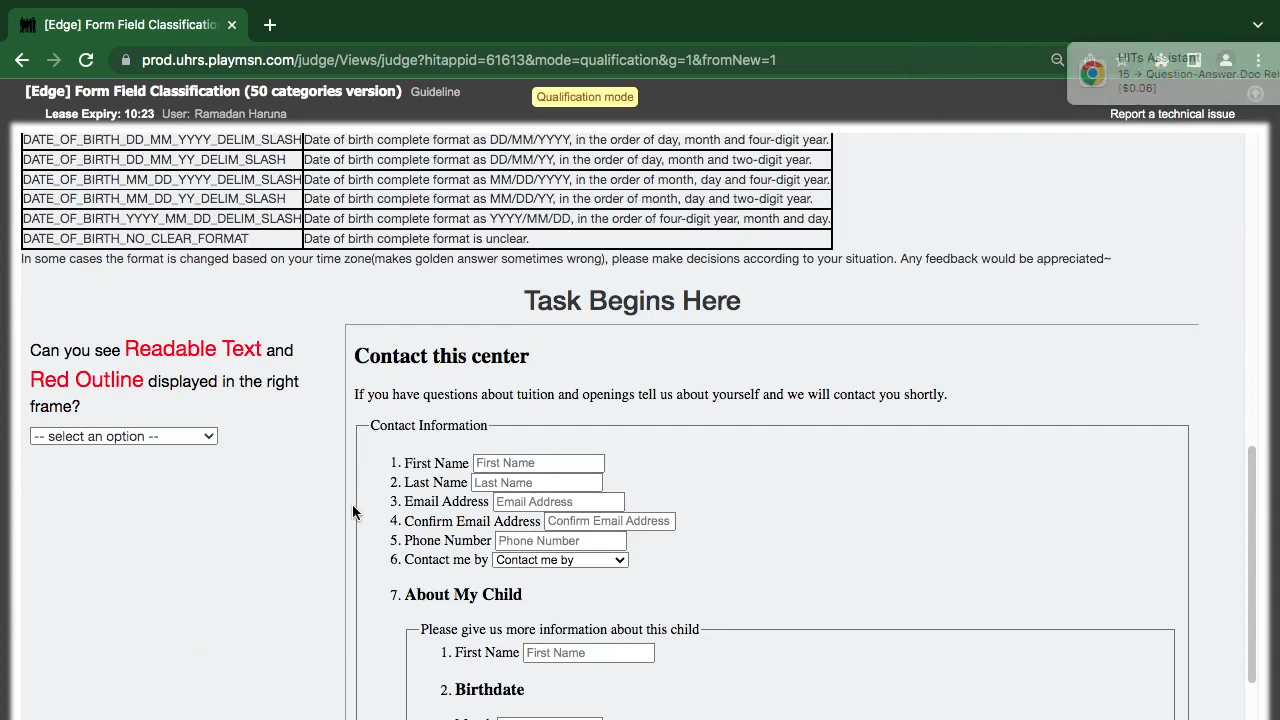 [Edge] Form Field Classificatio
prod.uhrs.playmsn.com/judge/Views/judge?hitappid=61613&mode=qualification&g=1&fromNew=1
HITs Assistant
15 → Question-Answer Doc Rel
[$0.06]
[Edge] Form Field Classification (50 categories version) Guideline
Qualification mode
Lease Expiry: 10:23 User: Ramadan Haruna
Report a technical issue
DATE_OF_BIRTH_DD_MM_YYYY_DELIM_SLASH Date of birth complete format as DD/MM/YYYY, in the order of day, month and four-digit year.
DATE_OF_BIRTH_DD_MM_YY_DELIM_SLASH Date of birth complete format as DD/MM/YY, in the order of day, month and two-digit year.
DATE_OF_BIRTH_MM_DD_YYYY_DELIM_SLASH Date of birth complete format as MM/DD/YYYY, in the order of month, day and four-digit year.
DATE_OF_BIRTH_MM_DD_YY_DELIM_SLASH Date of birth complete format as MM/DD/YY, in the order of month, day and two-digit year.
DATE_OF_BIRTH_YYYY_MM_DD_DELIM_SLASH Date of birth complete format as YYYY/MM/DD, in the order of four-digit year, month and day.
DATE_OF_BIRTH_NO_CLEAR_FORMAT Date of birth complete format is unclear.
In some cases the format is changed based on your time zone(makes golden answer sometimes wrong), please make decisions according to your situation. Any feedback would be appreciated~
Task Begins Here
Can you see Readable Text and
Red Outline displayed in the right
frame?
-- select an option --
Contact this center
If you have questions about tuition and openings tell us about yourself and we will contact you shortly.
Contact Information
1. First Name First Name
2. Last Name Last Name
3. Email Address Email Address
4. Confirm Email Address Confirm Email Address
5. Phone Number Phone Number
6. Contact me by Contact me by
7. About My Child
Please give us more information about this child
1. First Name First Name
2. Birthdate